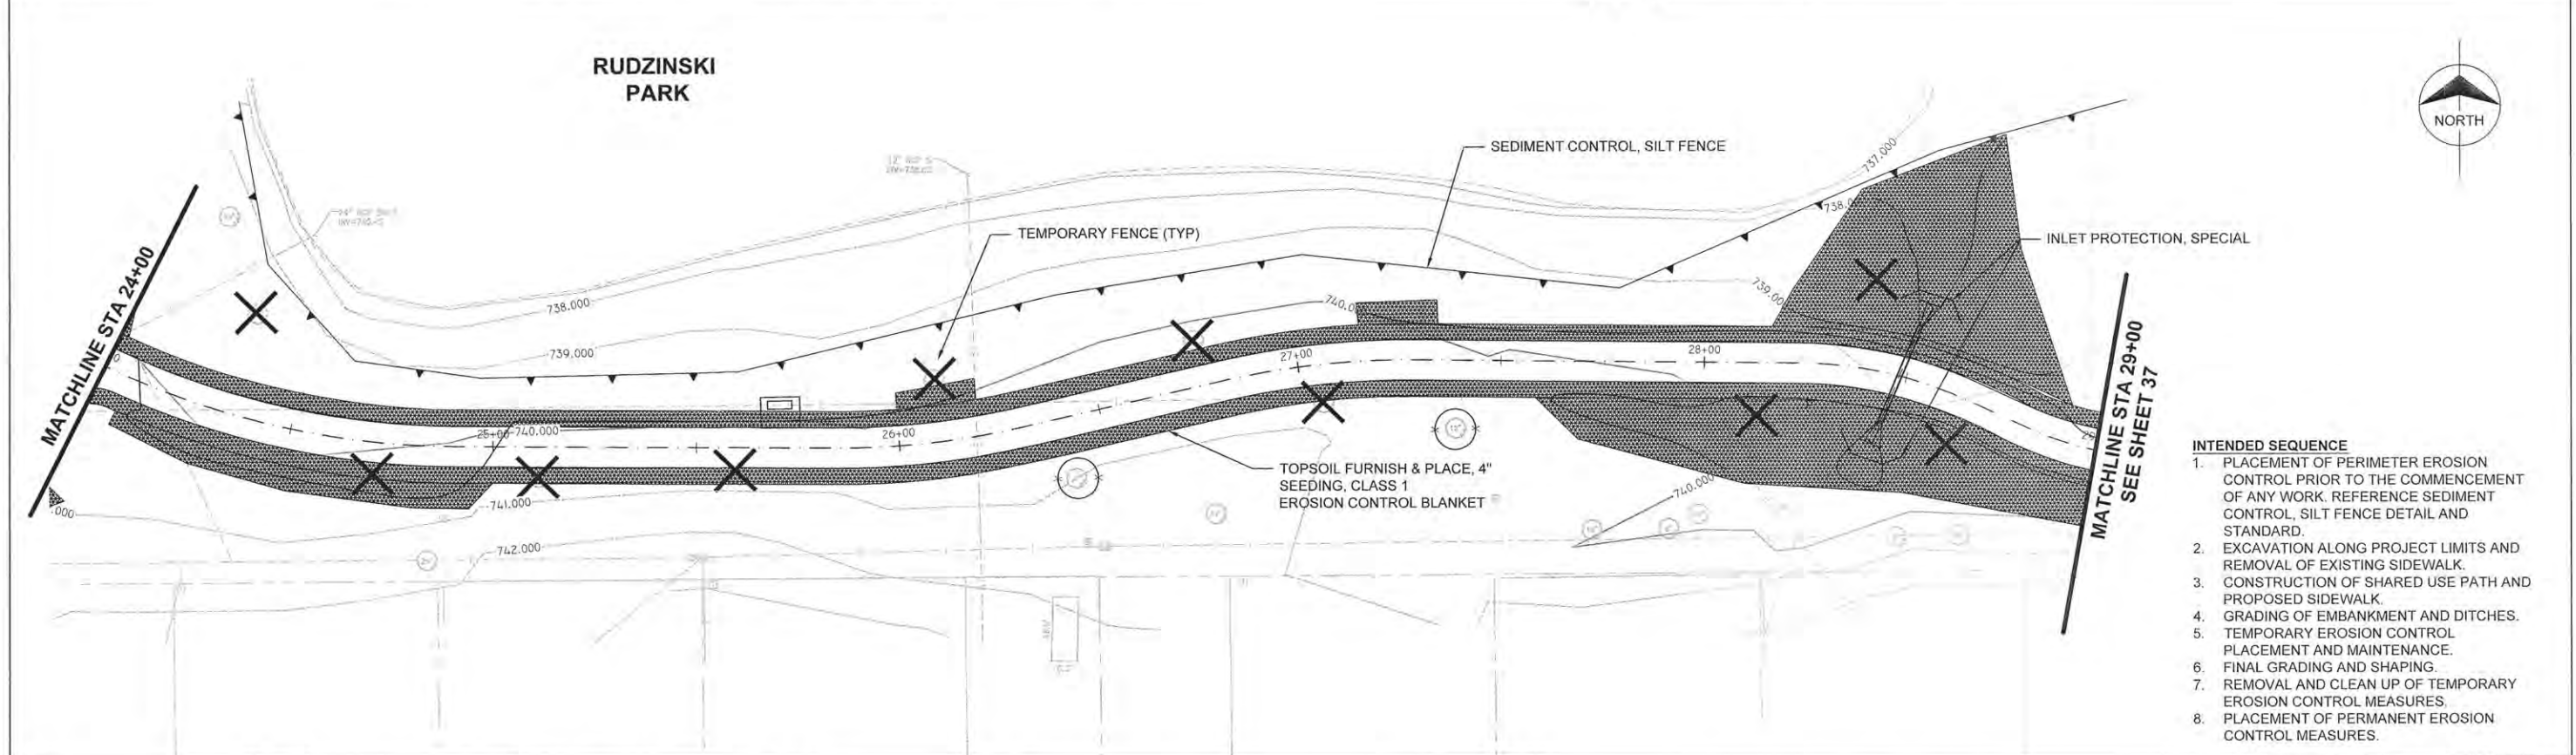 RUDZINSKI
PARK
NORTH
SEDIMENT CONTROL, SILT FENCE
737.000
738.0
TEMPORARY FENCE (TYP)
INLET PROTECTION, SPECIAL
MATCHLINE STA 24+00
738.000
739.000
739.00
740.0
27+00
28+00
25+00
740.000
26+00
741.000
742.000
740.000
.000
29
TOPSOIL FURNISH & PLACE, 4"
SEEDING, CLASS 1
EROSION CONTROL BLANKET
MATCHLINE STA 29+00
SEE SHEET 37
INTENDED SEQUENCE
1. PLACEMENT OF PERIMETER EROSION
CONTROL PRIOR TO THE COMMENCEMENT
OF ANY WORK. REFERENCE SEDIMENT
CONTROL, SILT FENCE DETAIL AND
STANDARD.
2. EXCAVATION ALONG PROJECT LIMITS AND
REMOVAL OF EXISTING SIDEWALK.
3. CONSTRUCTION OF SHARED USE PATH AND
PROPOSED SIDEWALK.
4. GRADING OF EMBANKMENT AND DITCHES.
5. TEMPORARY EROSION CONTROL
PLACEMENT AND MAINTENANCE.
6. FINAL GRADING AND SHAPING.
7. REMOVAL AND CLEAN UP OF TEMPORARY
EROSION CONTROL MEASURES.
8. PLACEMENT OF PERMANENT EROSION
CONTROL MEASURES.